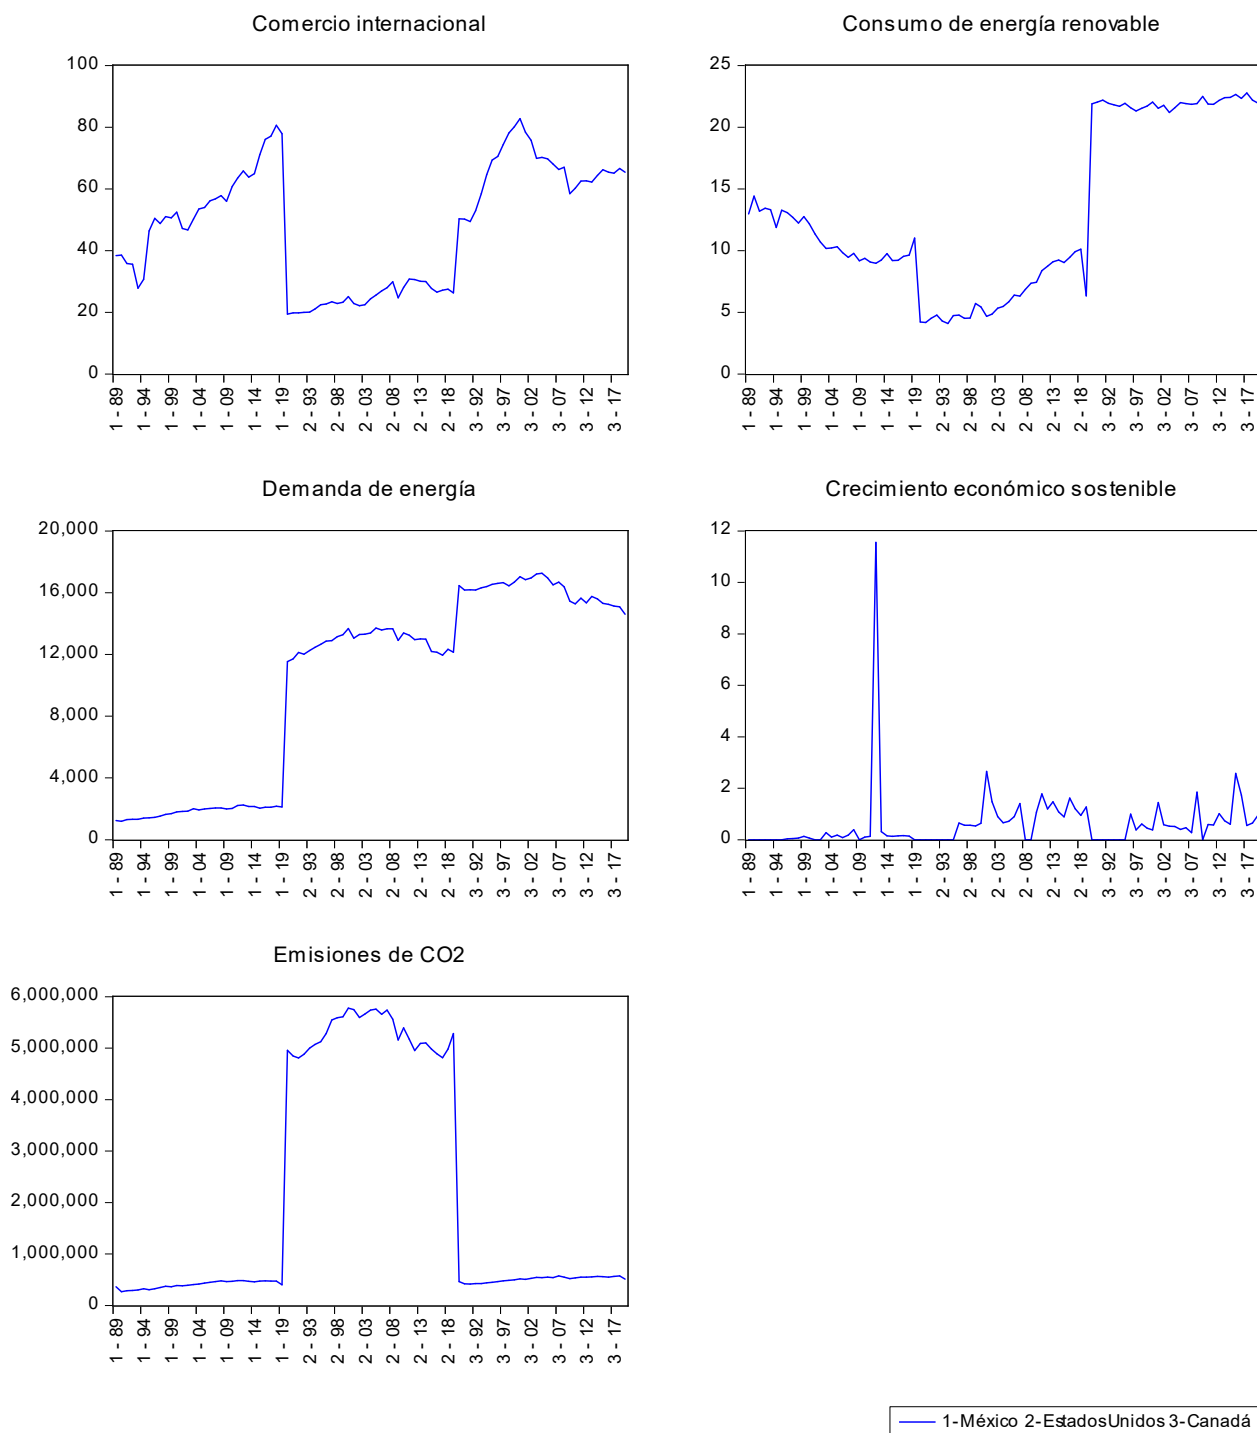 Comercio internacional
100
80
60
40
20
0
1 - 89
1 - 94
1 - 99
1 - 04
1 - 09
1 - 14
1 - 19
2 - 93
2 - 98
2 - 03
2 - 08
2 - 13
2 - 18
3 - 92
3 - 97
3 - 02
3 - 07
3 - 12
3 - 17
Consumo de energía renovable
25
20
15
10
5
0
1 - 89
1 - 94
1 - 99
1 - 04
1 - 09
1 - 14
1 - 19
2 - 93
2 - 98
2 - 03
2 - 08
2 - 13
2 - 18
3 - 92
3 - 97
3 - 02
3 - 07
3 - 12
3 - 17
Demanda de energía
20,000
16,000
12,000
8,000
4,000
0
1 - 89
1 - 94
1 - 99
1 - 04
1 - 09
1 - 14
1 - 19
2 - 93
2 - 98
2 - 03
2 - 08
2 - 13
2 - 18
3 - 92
3 - 97
3 - 02
3 - 07
3 - 12
3 - 17
Crecimiento económico sostenible
12
10
8
6
4
2
0
1 - 89
1 - 94
1 - 99
1 - 04
1 - 09
1 - 14
1 - 19
2 - 93
2 - 98
2 - 03
2 - 08
2 - 13
2 - 18
3 - 92
3 - 97
3 - 02
3 - 07
3 - 12
3 - 17
Emisiones de CO2
6,000,000
5,000,000
4,000,000
3,000,000
2,000,000
1,000,000
0
1 - 89
1 - 94
1 - 99
1 - 04
1 - 09
1 - 14
1 - 19
2 - 93
2 - 98
2 - 03
2 - 08
2 - 13
2 - 18
3 - 92
3 - 97
3 - 02
3 - 07
3 - 12
3 - 17
1-México 2-Estados Unidos 3-Canadá